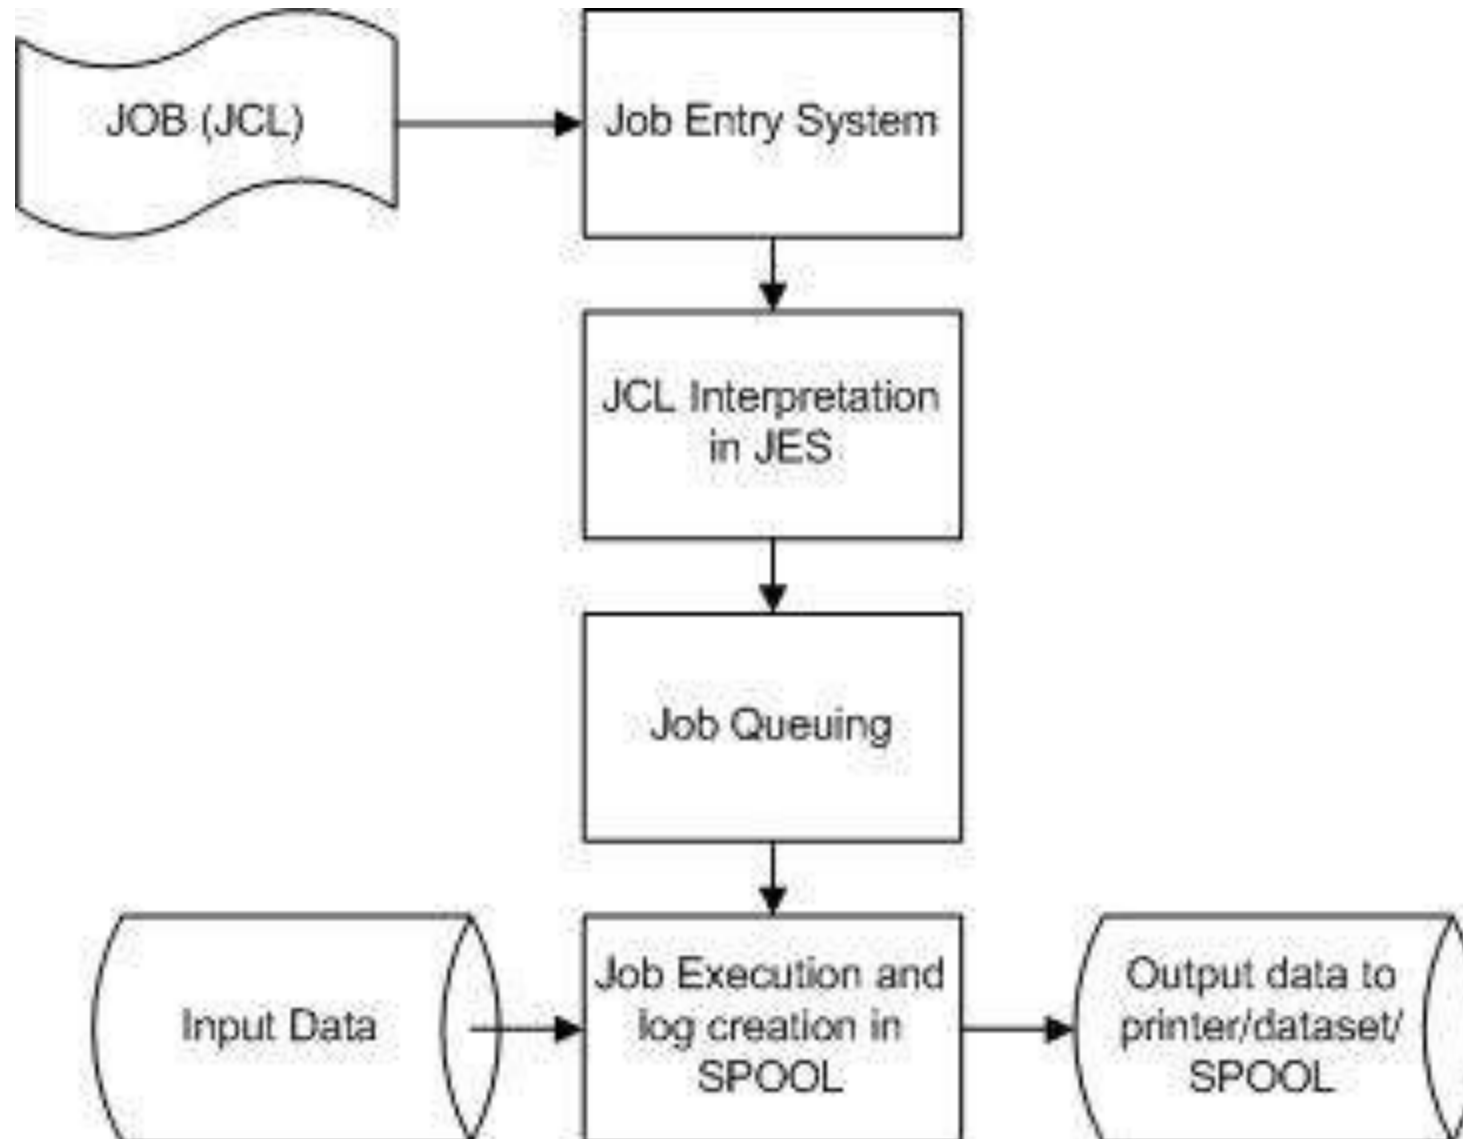 JOB (JCL)
Job Entry System
JCL Interpretation
in JES
Job Queuing
Input Data
Job Execution and
log creation in
SPOOL
Output data to
printer/dataset/
SPOOL